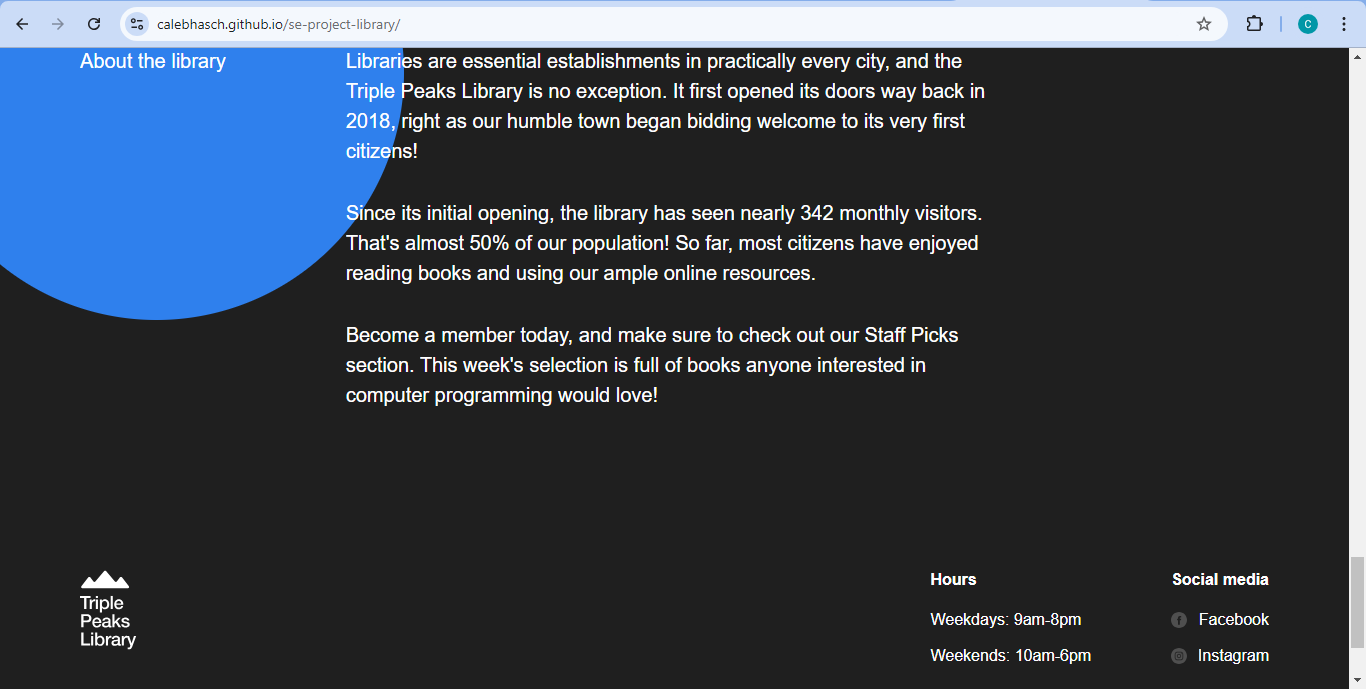 calebhasch.github.io/se-project-library/
C
About the library
Libraries are essential establishments in practically every city, and the
Triple Peaks Library is no exception. It first opened its doors way back in
2018, right as our humble town began bidding welcome to its very first
citizens!
Since its initial opening, the library has seen nearly 342 monthly visitors.
That's almost 50% of our population! So far, most citizens have enjoyed
reading books and using our ample online resources.
Become a member today, and make sure to check out our Staff Picks
section. This week's selection is full of books anyone interested in
computer programming would love!
Triple
Peaks
Library
Hours
Weekdays: 9am-8pm
Weekends: 10am-6pm
Social media
Facebook
Instagram